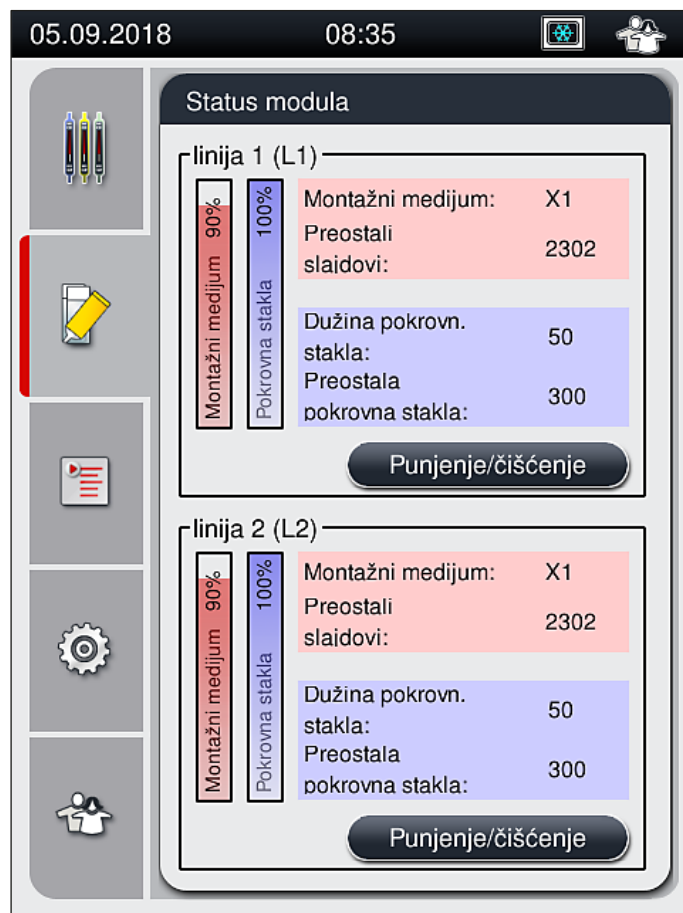 05.09.2018 08:35
Status modula
linija 1 (L1)
Montažni medijum 90%
Pokrovna stakla 100%
Montažni medijum: X1
Preostali
slajdovi: 2302
Dužina pokrovn.
stakla: 50
Preostala
pokrovna stakla: 300
Punjenje/čišćenje
linija 2 (L2)
Montažni medijum 90%
Pokrovna stakla 100%
Montažni medijum: X1
Preostali
slajdovi: 2302
Dužina pokrovn.
stakla: 50
Preostala
pokrovna stakla: 300
Punjenje/čišćenje